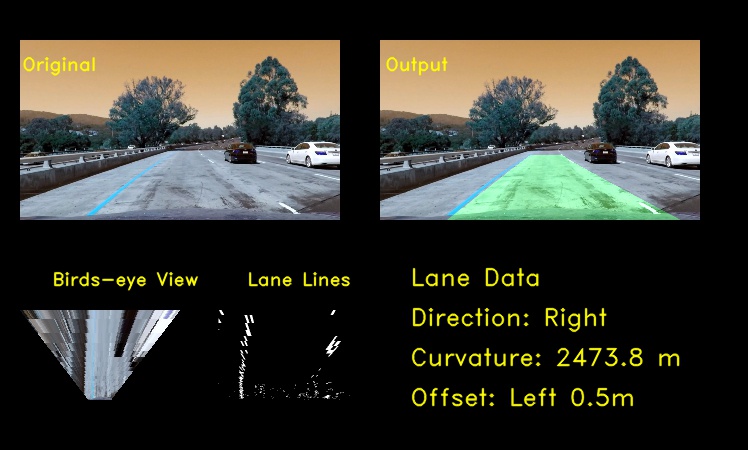 Original
Output
Birds-eye View
Lane Lines
Lane Data
Direction: Right
Curvature: 2473.8 m
Offset: Left 0.5m